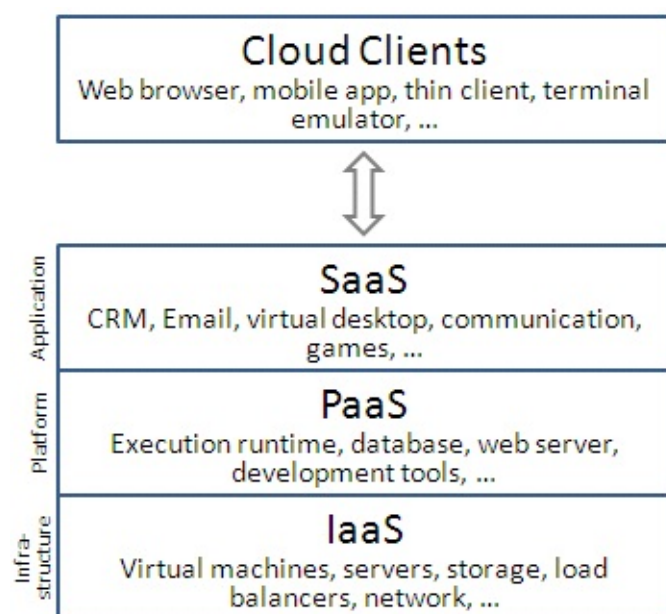 Cloud Clients
Web browser, mobile app, thin client, terminal
emulator, ...
Application
SaaS
CRM, Email, virtual desktop, communication,
games, ...
Platform
PaaS
Execution runtime, database, web server,
development tools, ...
Infra-
structure
IaaS
Virtual machines, servers, storage, load
balancers, network, ...